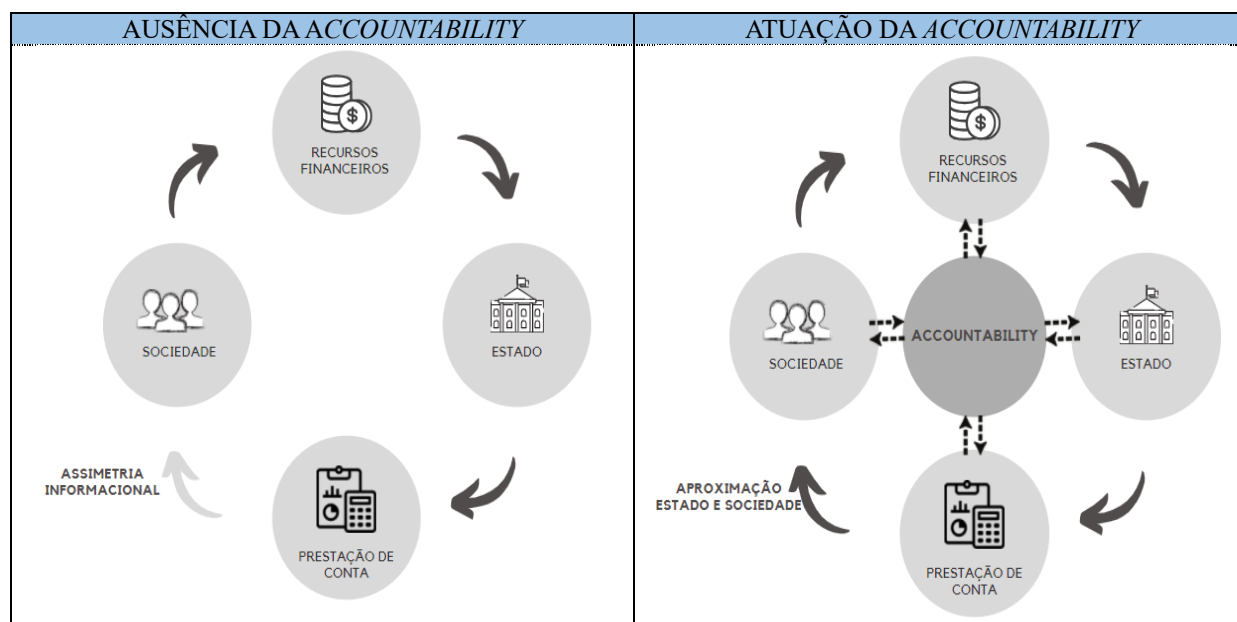 AUSÊNCIA DA ACCOUNTABILITY
RECURSOS
FINANCEIROS
SOCIEDADE
ESTADO
ASSIMETRIA
INFORMACIONAL
PRESTAÇÃO DE
CONTA
ATUAÇÃO DA ACCOUNTABILITY
RECURSOS
FINANCEIROS
SOCIEDADE
ACCOUNTABILITY
ESTADO
APROXIMAÇÃO
ESTADO E SOCIEDADE
PRESTAÇÃO DE
CONTA